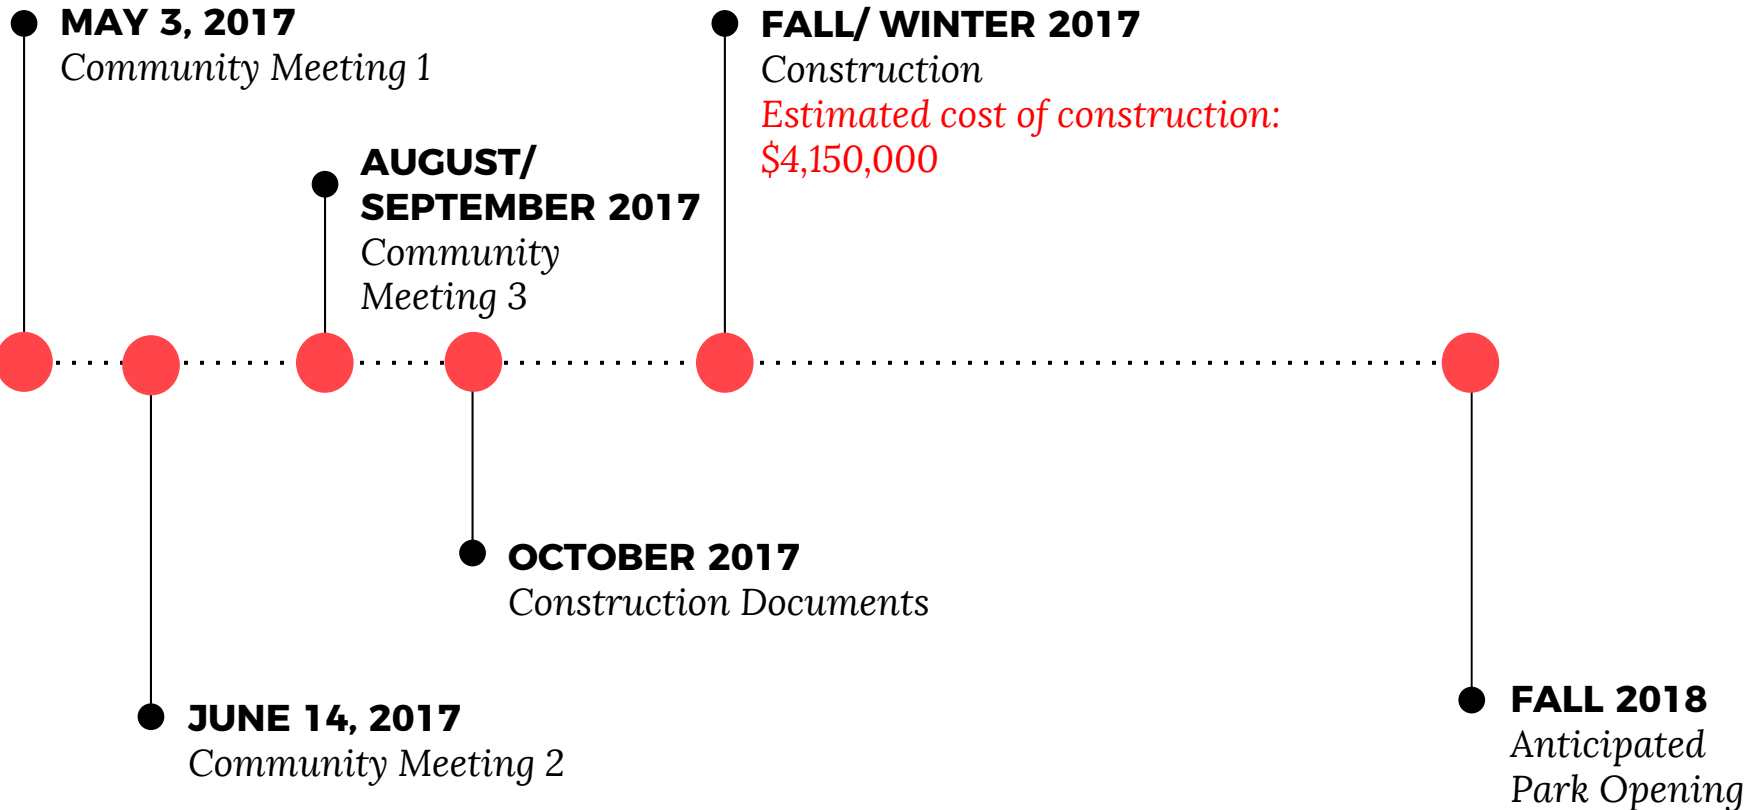 MAY 3, 2017
Community Meeting 1
FALL/ WINTER 2017
Construction
Estimated cost of construction:
$4,150,000
AUGUST/
SEPTEMBER 2017
Community
Meeting 3
OCTOBER 2017
Construction Documents
JUNE 14, 2017
Community Meeting 2
FALL 2018
Anticipated
Park Opening